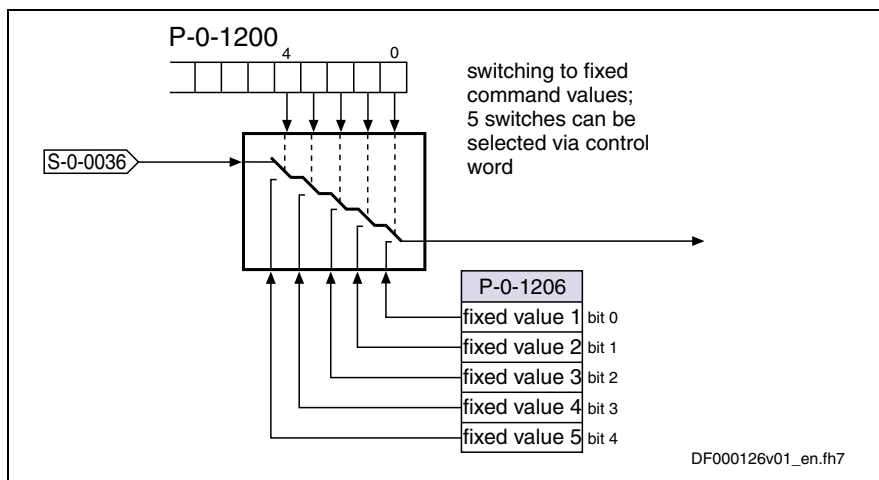 P-0-1200
4 0
switching to fixed
command values;
5 switches can be
selected via control
word
S-0-0036
P-0-1206
fixed value 1 bit 0
fixed value 2 bit 1
fixed value 3 bit 2
fixed value 4 bit 3
fixed value 5 bit 4
DF000126v01_en.fh7